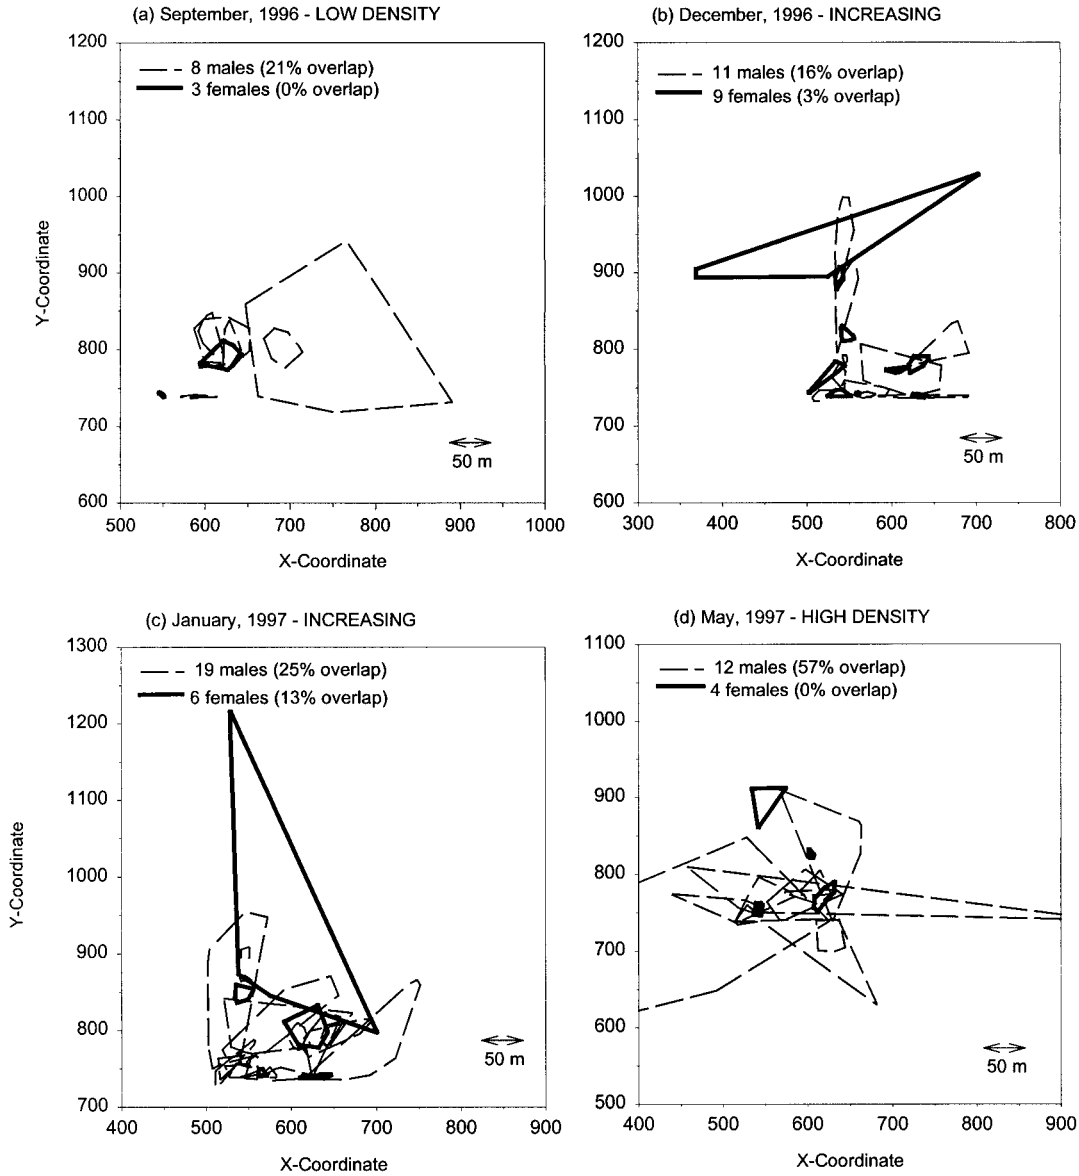 (a) September, 1996 - LOW DENSITY
1200
1100
1000
900
800
700
600
Y-Coordinate
8 males (21% overlap)
3 females (0% overlap)
50 m
500 600 700 800 900 1000
X-Coordinate
(b) December, 1996 - INCREASING
1200
1100
1000
900
800
700
600
11 males (16% overlap)
9 females (3% overlap)
50 m
300 400 500 600 700 800
X-Coordinate
(c) January, 1997 - INCREASING
1300
1200
1100
1000
900
800
700
Y-Coordinate
19 males (25% overlap)
6 females (13% overlap)
50 m
400 500 600 700 800 900
X-Coordinate
(d) May, 1997 - HIGH DENSITY
1100
1000
900
800
700
600
500
12 males (57% overlap)
4 females (0% overlap)
50 m
400 500 600 700 800 900
X-Coordinate